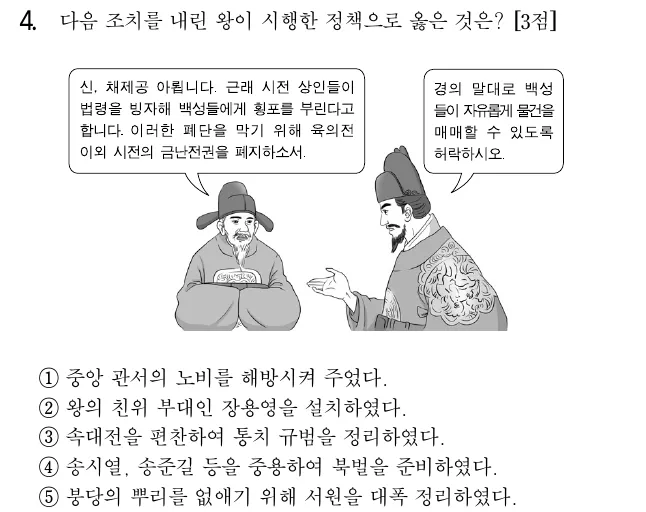 4. 다음 조치를 내린 왕이 시행한 정책으로 옳은 것은? [3점]
신, 채제공 아룁니다. 근래 시전 상인들이
법령을 빙자해 백성들에게 횡포를 부린다고
합니다. 이러한 폐단을 막기 위해 육의전
이외 시전의 금난전권을 폐지하소서.
경의 말대로 백성
들이 자유롭게 물건을
매매할 수 있도록
허락하시오.
① 중앙 관서의 노비를 해방시켜 주었다.
② 왕의 친위 부대인 장용영을 설치하였다.
③ 속대전을 편찬하여 통치 규범을 정리하였다.
④ 송시열, 송준길 등을 중용하여 북벌을 준비하였다.
⑤ 붕당의 뿌리를 없애기 위해 서원을 대폭 정리하였다.